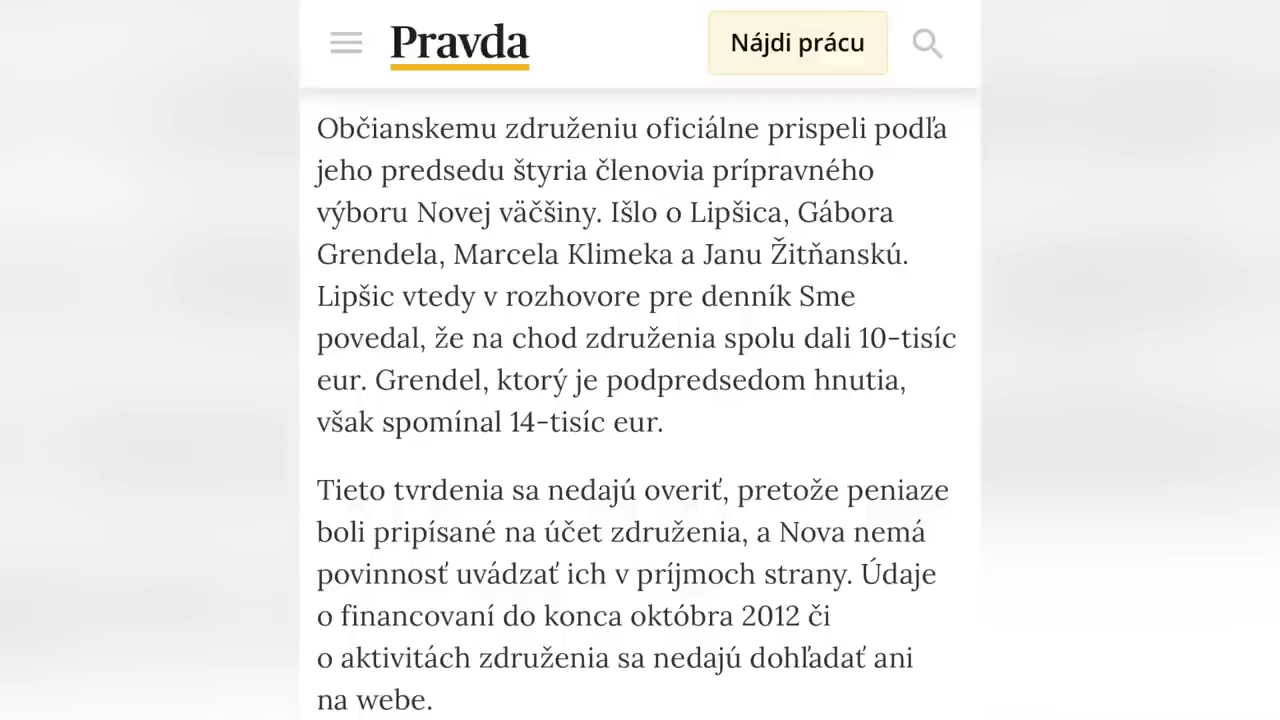 Pravda
Nájdi prácu
Občianskemu združeniu oficiálne prispeli podľa
jeho predsedu štyria členovia prípravného
výboru Novej väčšiny. Išlo o Lipšica, Gábora
Grendela, Marcela Klimeka a Janu Žitňanskú.
Lipšic vtedy v rozhovore pre denník Sme
povedal, že na chod združenia spolu dali 10-tisíc
eur. Grendel, ktorý je podpredsedom hnutia,
však spomínal 14-tisíc eur.
Tieto tvrdenia sa nedajú overiť, pretože peniaze
boli pripísané na účet združenia, a Nova nemá
povinnosť uvádzať ich v príjmoch strany. Údaje
o financovaní do konca októbra 2012 či
o aktivitách združenia sa nedajú dohľadať ani
na webe.